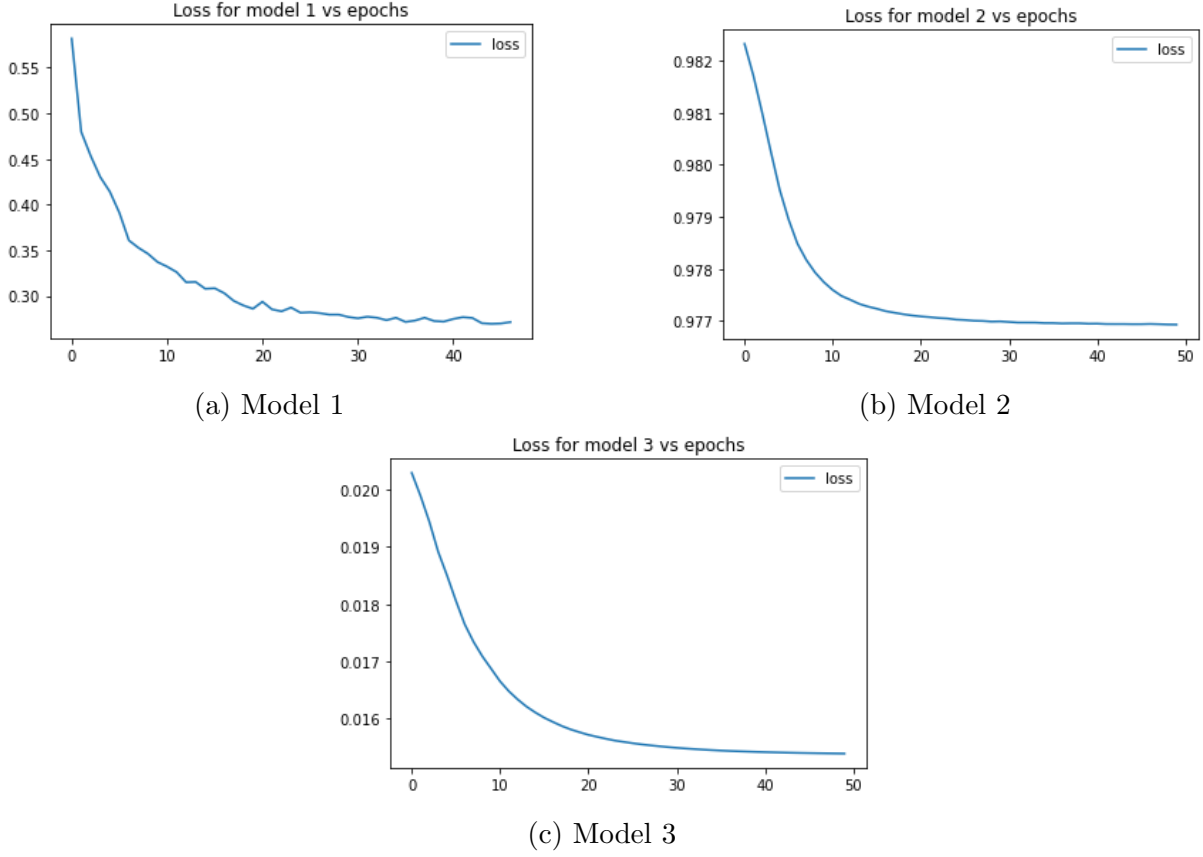 Loss for model 1 vs epochs
loss
0.55
0.50
0.45
0.40
0.35
0.30
0 10 20 30 40
(a) Model 1
Loss for model 2 vs epochs
loss
0.982
0.981
0.980
0.979
0.978
0.977
0 10 20 30 40 50
(b) Model 2
Loss for model 3 vs epochs
loss
0.020
0.019
0.018
0.017
0.016
0 10 20 30 40 50
(c) Model 3